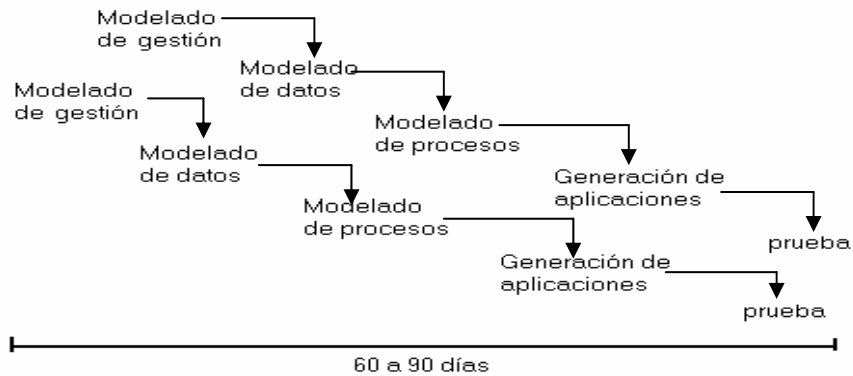 Modelado
de gestión
Modelado
de datos
Modelado
de gestión
Modelado
de procesos
Modelado
de datos
Generación de
aplicaciones
Modelado
de procesos
prueba
Generación de
aplicaciones
prueba
60 a 90 días